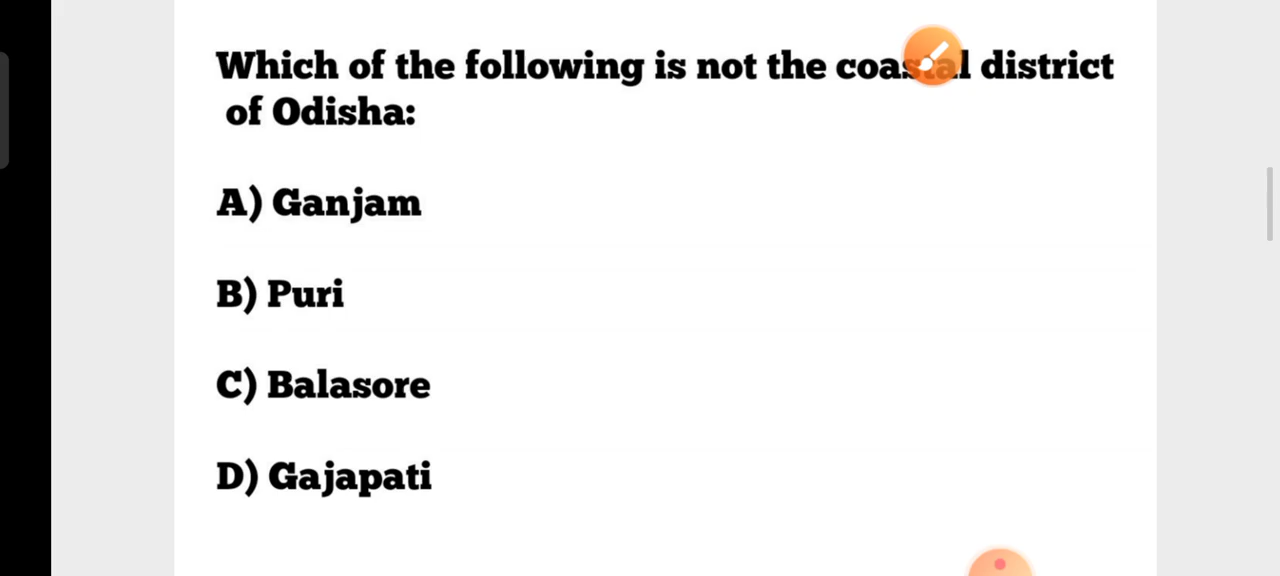 Which of the following is not the coastal district
of Odisha:
A) Ganjam
B) Puri
C) Balasore
D) Gajapati